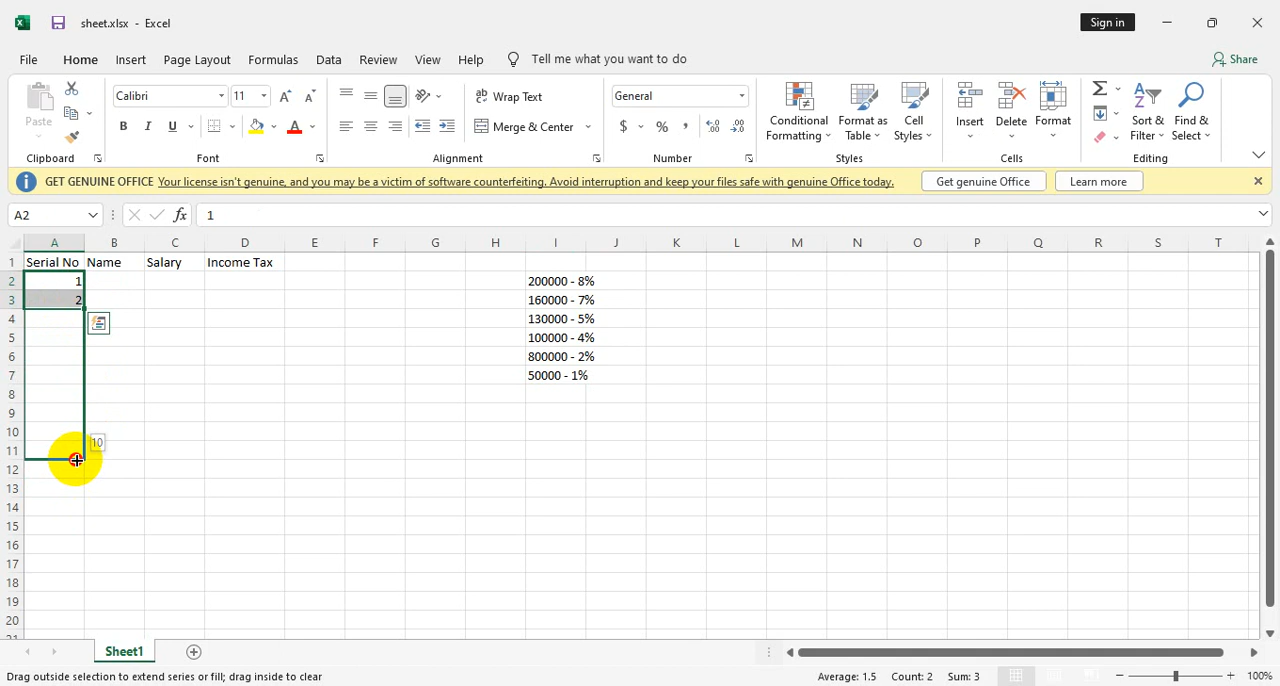 sheet.xlsx - Excel
Sign in
File Home Insert Page Layout Formulas Data Review View Help Tell me what you want to do Share
Paste
Calibri 11
B I U A
Wrap Text
Merge & Center
General
$ % ,
Conditional Formatting
Format as Table
Cell Styles
Insert
Delete
Format
Sort & Filter
Find & Select
Clipboard Font Alignment Number Styles Cells Editing
GET GENUINE OFFICE Your license isn't genuine, and you may be a victim of software counterfeiting. Avoid interruption and keep your files safe with genuine Office today. Get genuine Office Learn more
A2 fx 1
A B C D E F G H I J K L M N O P Q R S T
1 Serial No Name Salary Income Tax
2 1 200000 - 8%
3 2 160000 - 7%
4 130000 - 5%
5 100000 - 4%
6 800000 - 2%
7 50000 - 1%
8
9
10 10
11
12
13
14
15
16
17
18
19
20
21
Sheet1
Drag outside selection to extend series or fill; drag inside to clear Average: 1.5 Count: 2 Sum: 3 100%